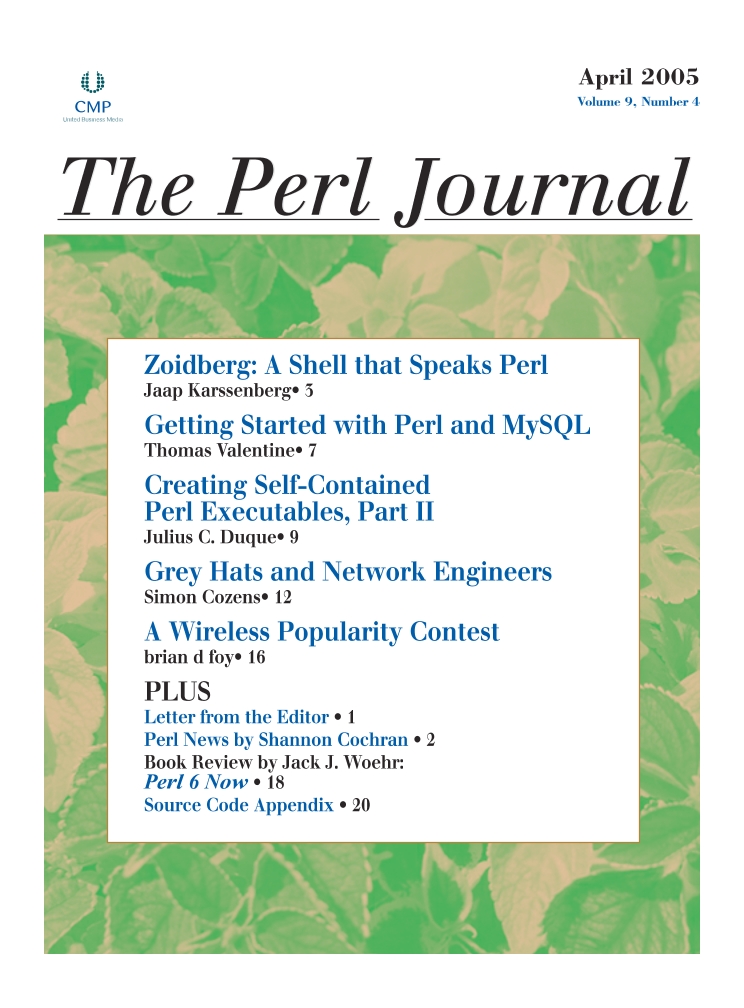 CMP
United Business Media
April 2005
Volume 9, Number 4
The Perl Journal
Zoidberg: A Shell that Speaks Perl
Jaap Karssenberg• 3
Getting Started with Perl and MySQL
Thomas Valentine• 7
Creating Self-Contained
Perl Executables, Part II
Julius C. Duque• 9
Grey Hats and Network Engineers
Simon Cozens• 12
A Wireless Popularity Contest
brian d foy• 16
PLUS
Letter from the Editor • 1
Perl News by Shannon Cochran • 2
Book Review by Jack J. Woehr:
Perl 6 Now • 18
Source Code Appendix • 20